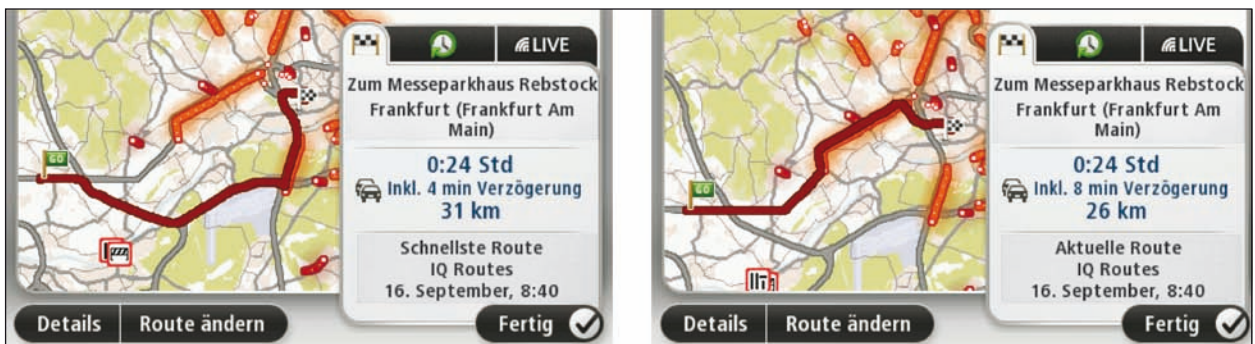 LIVE
GO
Zum Messeparkhaus Rebstock
Frankfurt (Frankfurt Am
Main)
0:24 Std
Inkl. 4 min Verzögerung
31 km
Schnellste Route
IQ Routes
16. September, 8:40
Details
Route ändern
Fertig
LIVE
GO
Zum Messeparkhaus Rebstock
Frankfurt (Frankfurt Am
Main)
0:24 Std
Inkl. 8 min Verzögerung
26 km
Aktuelle Route
IQ Routes
16. September, 8:40
Details
Route ändern
Fertig